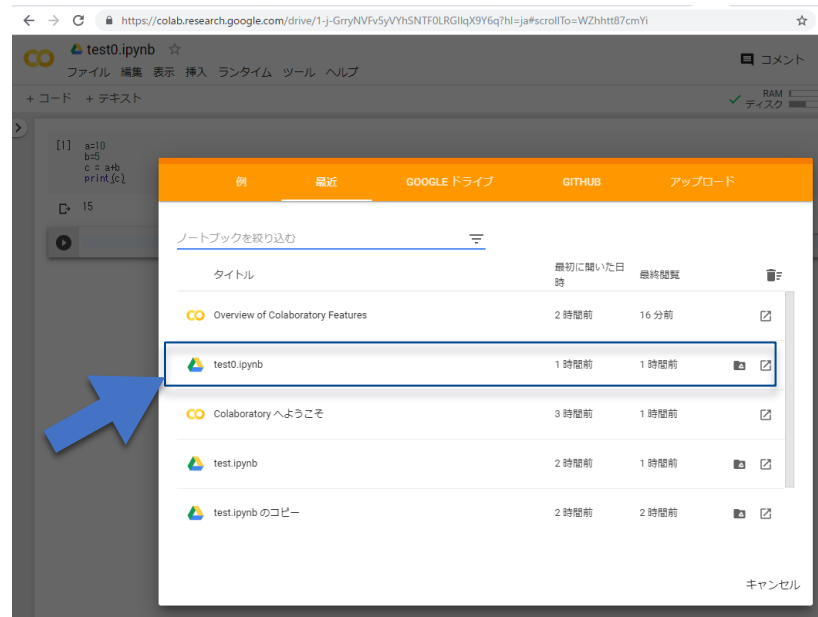 https://colab.research.google.com/drive/1-j-GrryNVFv5yVYhSNTF0LRGIlqX9Y6q?hl=ja#scrollTo=WZhhtt87cmYi
test0.ipynb
コメント
ファイル 編集 表示 挿入 ランタイム ツール ヘルプ
+ コード + テキスト
RAM
ディスク
[1] a=10
b=5
c = a+b
print(c)
15
例 最近 GOOGLE ドライブ GITHUB アップロード
ノートブックを絞り込む
タイトル 最初に開いた日時 最終閲覧
Overview of Colaboratory Features 2 時間前 16 分前
test0.ipynb 1 時間前 1 時間前
Colaboratory へようこそ 3 時間前 1 時間前
test.ipynb 2 時間前 1 時間前
test.ipynb のコピー 2 時間前 2 時間前
キャンセル